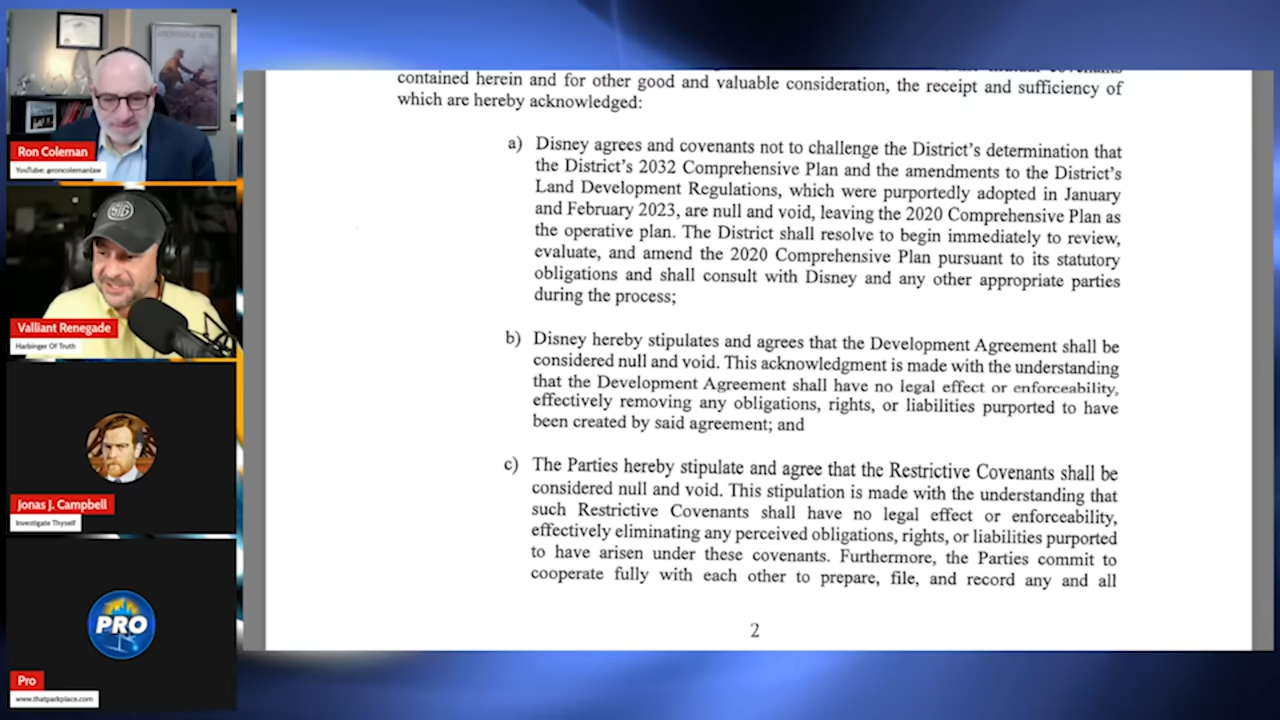 Ron Coleman
YouTube: @roncolemanlaw
SIG
Valliant Renegade
Harbinger Of Truth
Jonas J. Campbell
Investigate Thyself
PRO
Pro
www.thatparkplace.com
contained herein and for other good and valuable consideration, the receipt and sufficiency of
which are hereby acknowledged:
a) Disney agrees and covenants not to challenge the District's determination that
the District's 2032 Comprehensive Plan and the amendments to the District's
Land Development Regulations, which were purportedly adopted in January
and February 2023, are null and void, leaving the 2020 Comprehensive Plan as
the operative plan. The District shall resolve to begin immediately to review,
evaluate, and amend the 2020 Comprehensive Plan pursuant to its statutory
obligations and shall consult with Disney and any other appropriate parties
during the process;
b) Disney hereby stipulates and agrees that the Development Agreement shall be
considered null and void. This acknowledgment is made with the understanding
that the Development Agreement shall have no legal effect or enforceability,
effectively removing any obligations, rights, or liabilities purported to have
been created by said agreement; and
c) The Parties hereby stipulate and agree that the Restrictive Covenants shall be
considered null and void. This stipulation is made with the understanding that
such Restrictive Covenants shall have no legal effect or enforceability,
effectively eliminating any perceived obligations, rights, or liabilities purported
to have arisen under these covenants. Furthermore, the Parties commit to
cooperate fully with each other to prepare, file, and record any and all
2